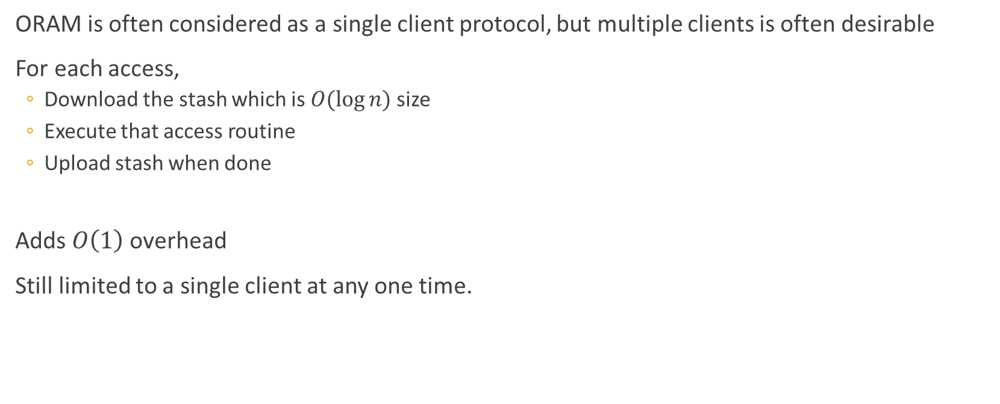 ORAM is often considered as a single client protocol, but multiple clients is often desirable
For each access,
◦ Download the stash which is O(log n) size
◦ Execute that access routine
◦ Upload stash when done
Adds O(1) overhead
Still limited to a single client at any one time.